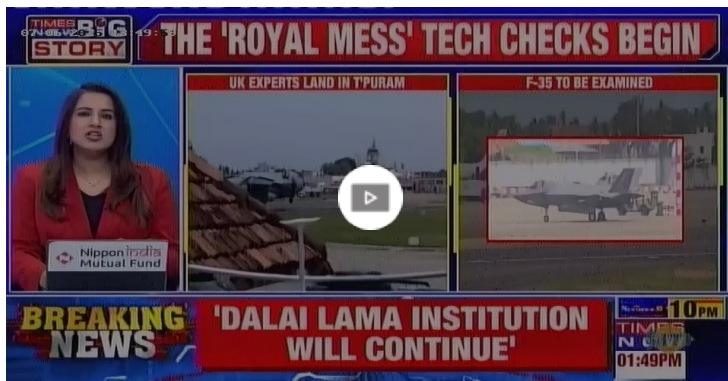 TIMES NOW BIG
STORY
THE 'ROYAL MESS' TECH CHECKS BEGIN
UK EXPERTS LAND IN T'PURAM
F-35 TO BE EXAMINED
Nippon india
Mutual Fund
BREAKING
NEWS
'DALAI LAMA INSTITUTION
WILL CONTINUE'
10PM
TIMES
NOW
01:49PM